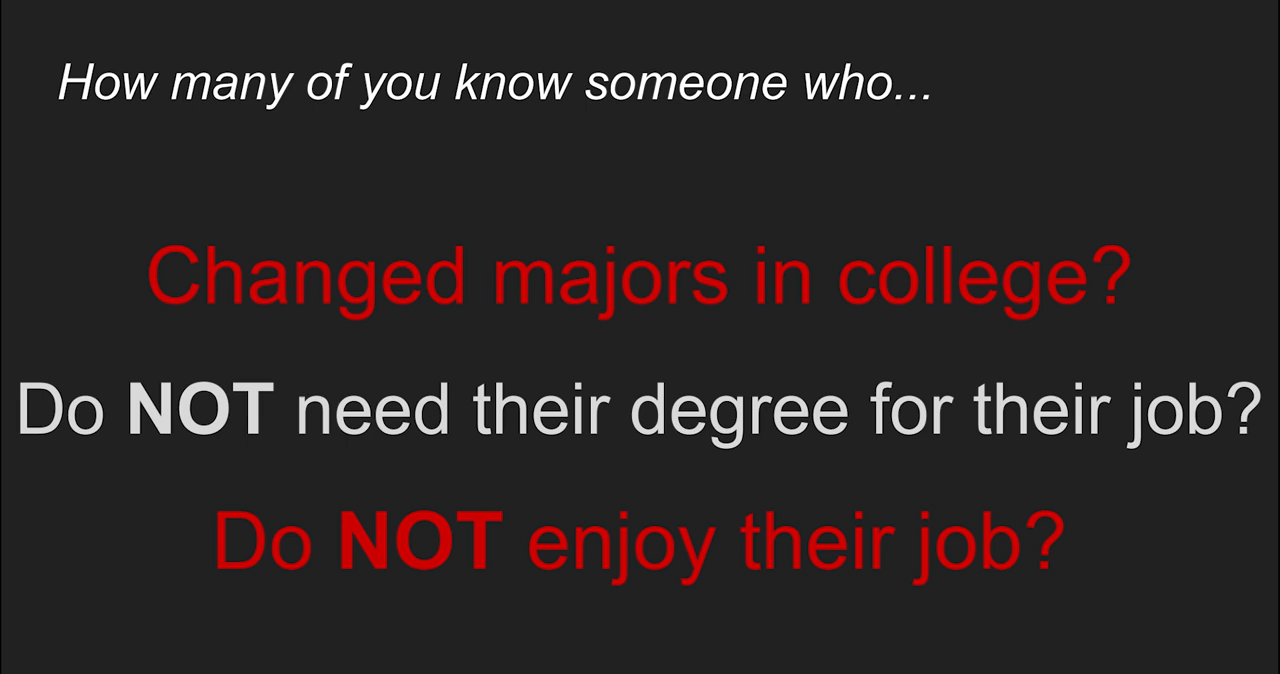 How many of you know someone who...
Changed majors in college?
Do NOT need their degree for their job?
Do NOT enjoy their job?